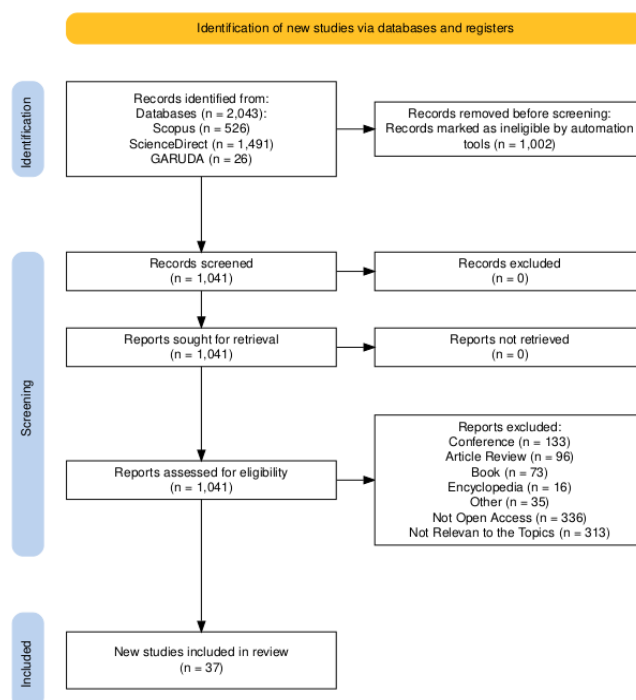 Identification of new studies via databases and registers
Identification
Records identified from:
Databases (n = 2,043):
Scopus (n = 526
ScienceDirect (n = 1,491)
GARUDA (n = 26)
Records removed before screening:
Records marked as ineligible by automation
tools (n = 1,002)
Screening
Records screened
(n = 1,041)
Records excluded
(n = 0)
Reports sought for retrieval
(n = 1,041)
Reports not retrieved
(n = 0)
Reports assessed for eligibility
(n = 1,041)
Reports excluded:
Conference (n = 133)
Article Review (n = 96)
Book (n = 73)
Encyclopedia (n = 16)
Other (n = 35)
Not Open Access (n = 336)
Not Relevan to the Topics (n = 313)
Included
New studies included in review
(n = 37)